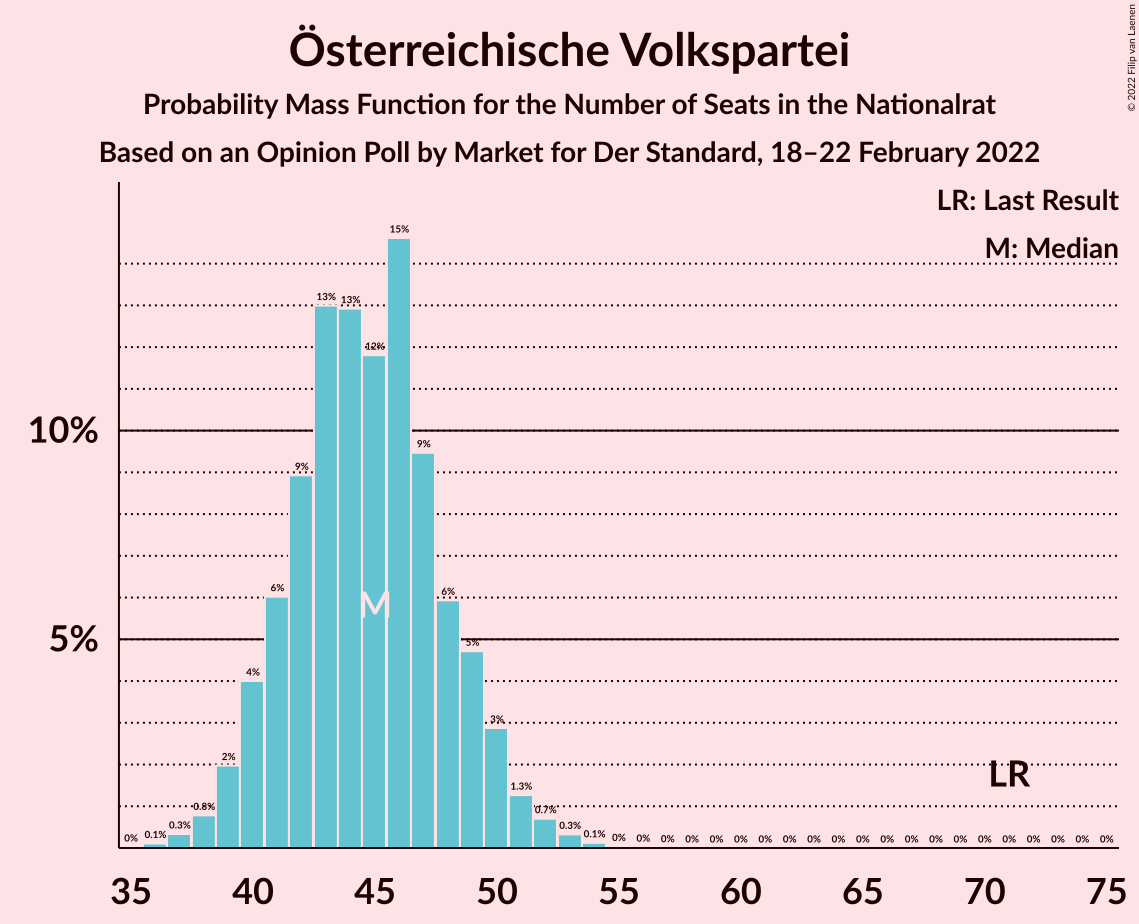 Österreichische Volkspartei
Probability Mass Function for the Number of Seats in the Nationalrat
Based on an Opinion Poll by Market for Der Standard, 18–22 February 2022
© 2022 Filip van Laenen
LR: Last Result
M: Median
10%
5%
0% 0.1% 0.3% 0.8% 2% 4% 6% 9% 13% 13% 12% 15% 9% 6% 5% 3% 1.3% 0.7% 0.3% 0.1% 0% 0% 0% 0% 0% 0% 0% 0% 0% 0% 0% 0% 0% 0% 0% 0% 0% 0% 0% 0% 0%
M
LR
35 40 45 50 55 60 65 70 75